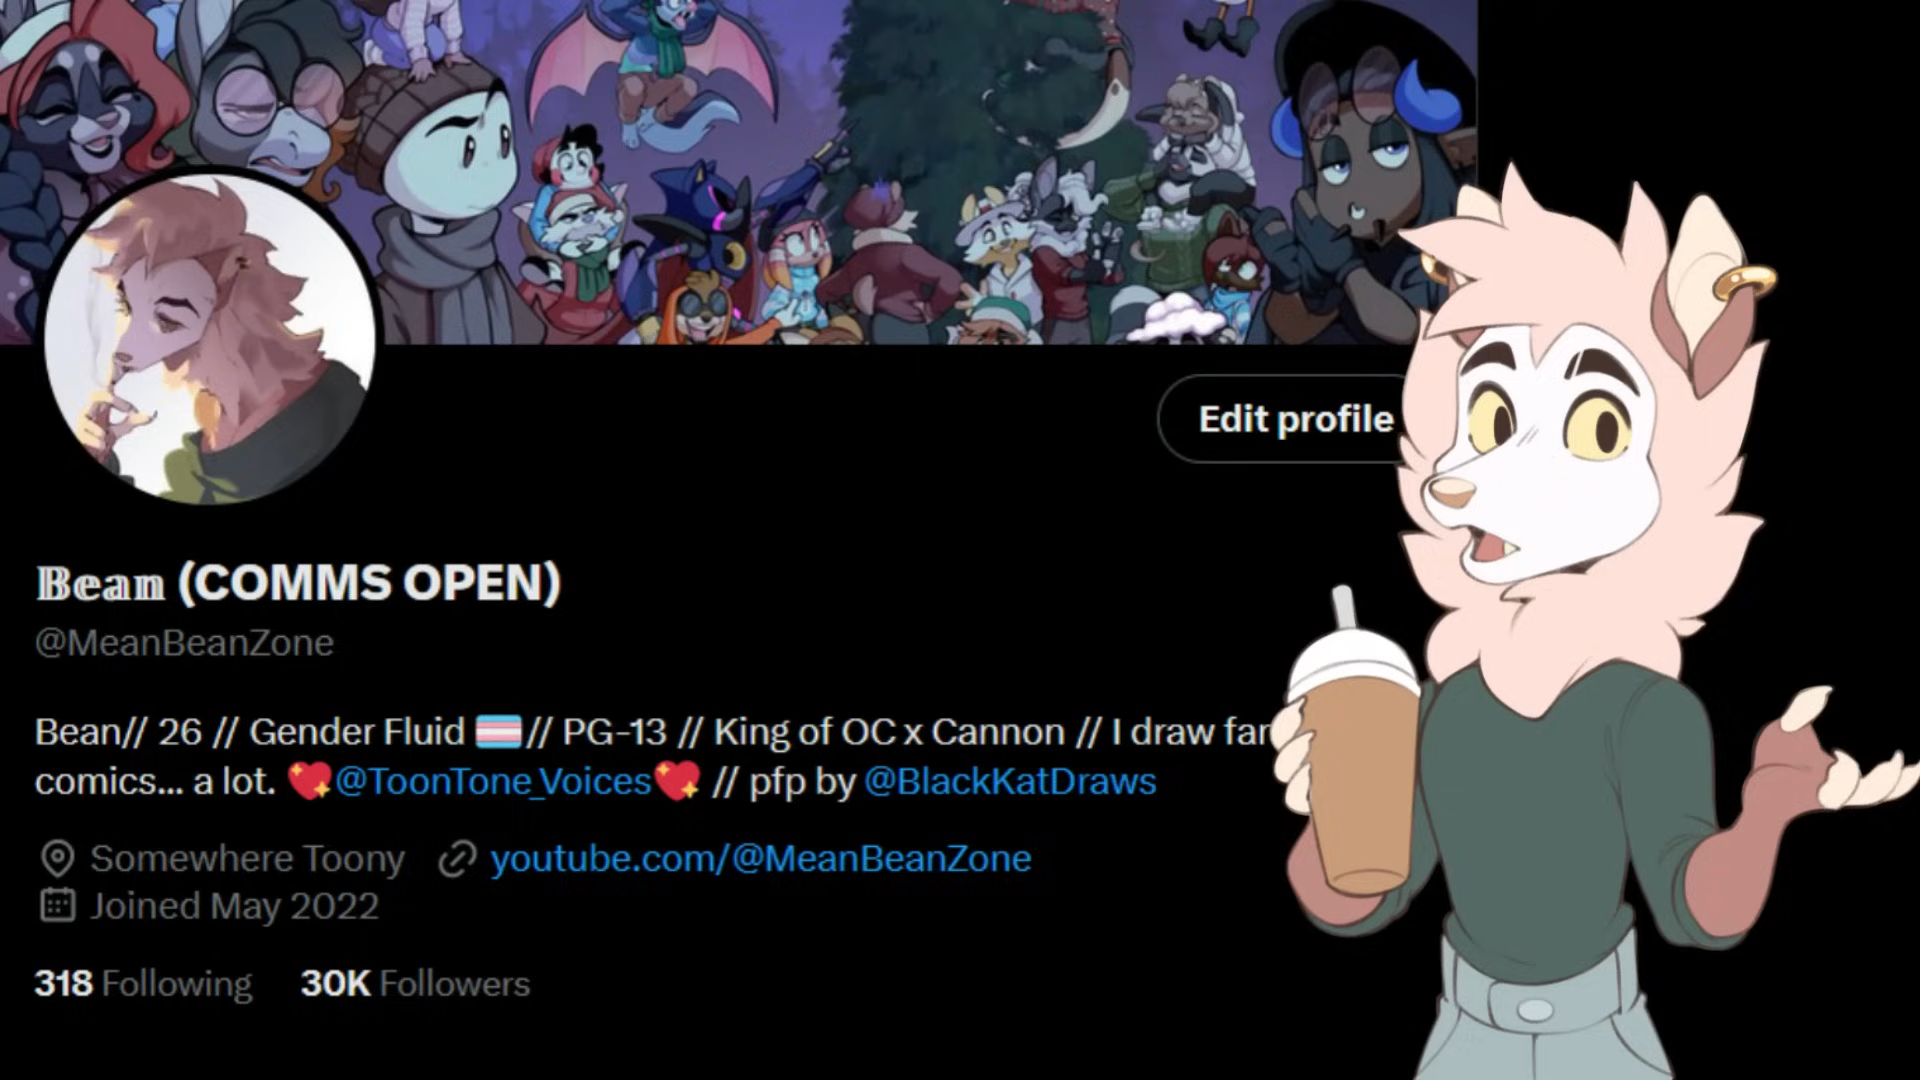 Edit profile
Bean (COMMS OPEN)
@MeanBeanZone
Bean// 26 // Gender Fluid // PG-13 // King of OC x Cannon // I draw
comics... a lot. 💖@ToonTone_Voices💖 // pfp by @BlackKatDraws
Somewhere Toony youtube.com/@MeanBeanZone
Joined May 2022
318 Following 30K Followers